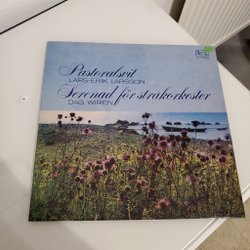 Pastoralsvit
LARS-ERIK LARSSON
Serenad för stråkorkester
DAG WIRÉN